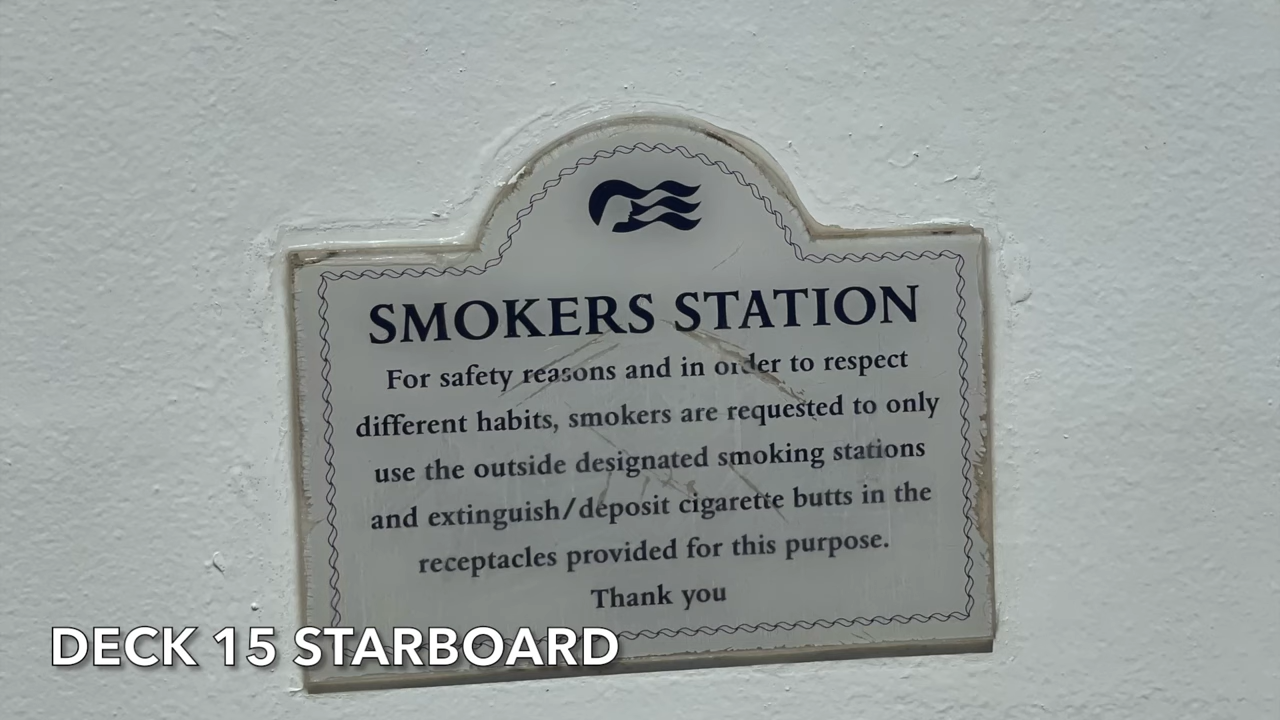 SMOKERS STATION
For safety reasons and in order to respect
different habits, smokers are requested to only
use the outside designated smoking stations
and extinguish/deposit cigarette butts in the
receptacles provided for this purpose.
Thank you
DECK 15 STARBOARD